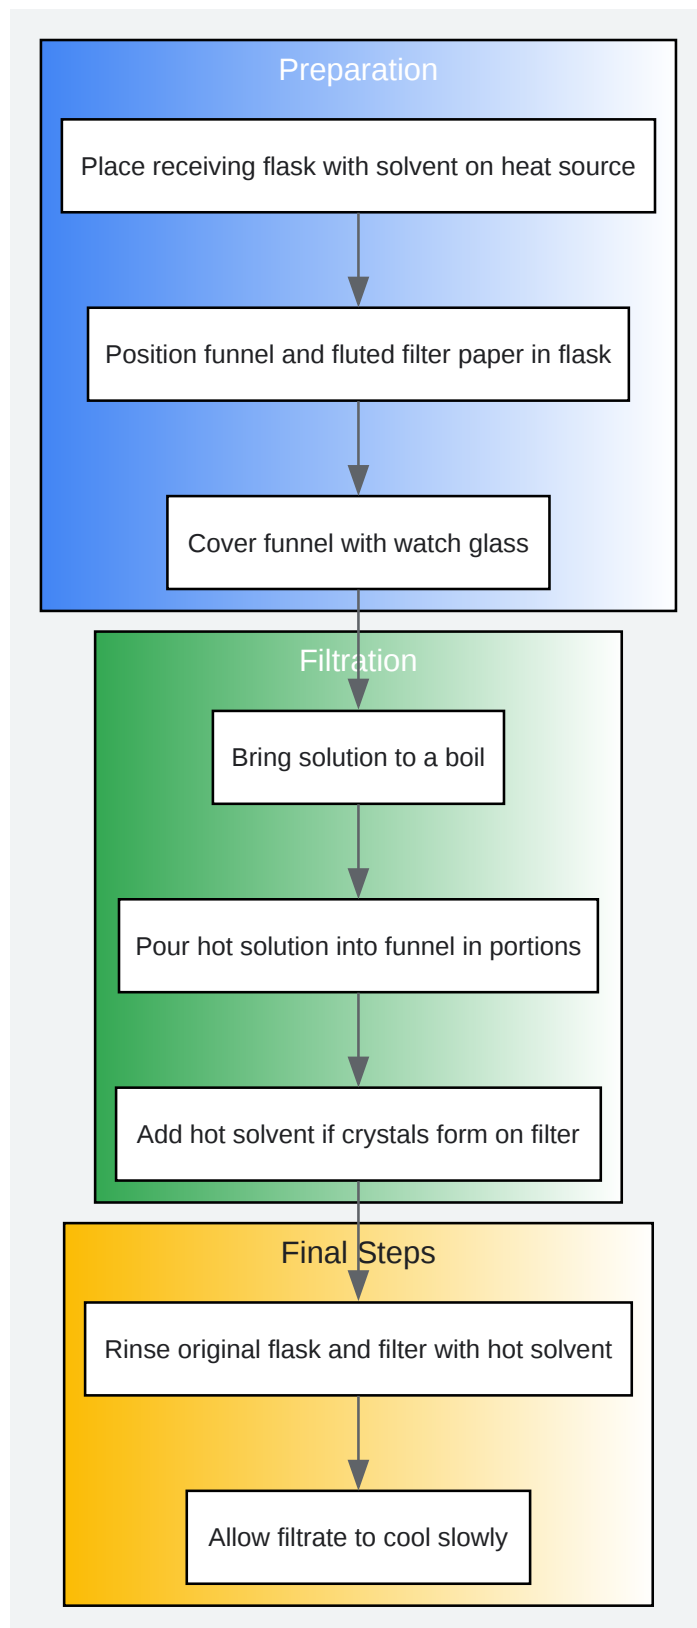 Preparation
Place receiving flask with solvent on heat source
Position funnel and fluted filter paper in flask
Cover funnel with watch glass
Filtration
Bring solution to a boil
Pour hot solution into funnel in portions
Add hot solvent if crystals form on filter
Final Steps
Rinse original flask and filter with hot solvent
Allow filtrate to cool slowly